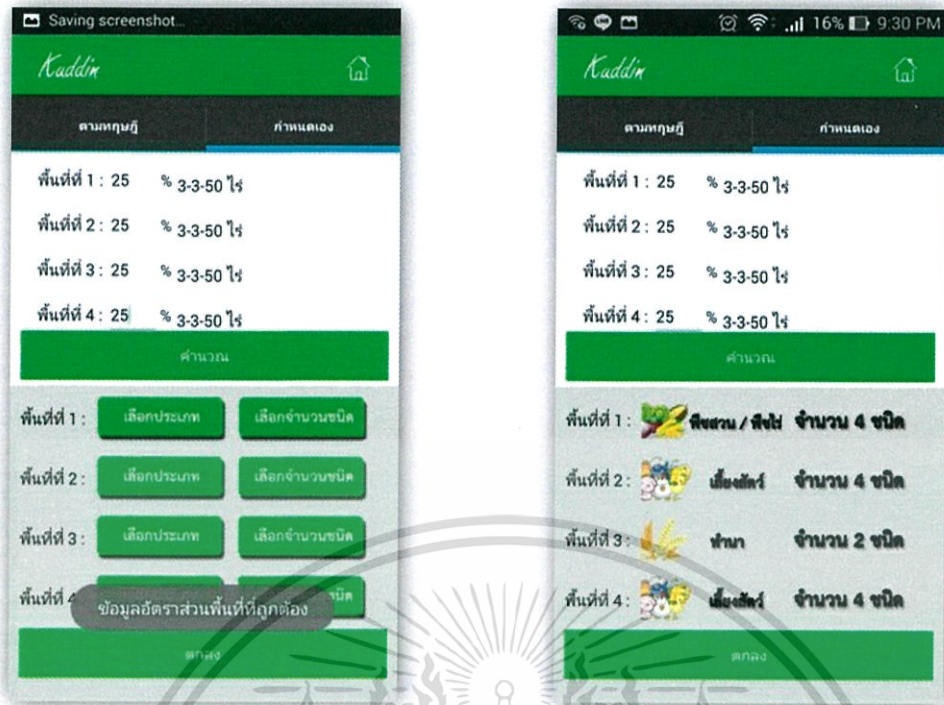 Saving screenshot...
Kuddin
ตามทฤษฎี กำหนดเอง
พื้นที่ที่ 1 : 25 % 3-3-50 ไร่
พื้นที่ที่ 2 : 25 % 3-3-50 ไร่
พื้นที่ที่ 3 : 25 % 3-3-50 ไร่
พื้นที่ที่ 4 : 25 % 3-3-50 ไร่
คำนวณ
พื้นที่ที่ 1 : เลือกประเภท เลือกจำนวนชนิด
พื้นที่ที่ 2 : เลือกประเภท เลือกจำนวนชนิด
พื้นที่ที่ 3 : เลือกประเภท เลือกจำนวนชนิด
พื้นที่ที่ 4
ข้อมูลอัตราส่วนพื้นที่ที่ถูกต้อง
ตกลง
16% 9:30 PM
Kuddin
ตามทฤษฎี กำหนดเอง
พื้นที่ที่ 1 : 25 % 3-3-50 ไร่
พื้นที่ที่ 2 : 25 % 3-3-50 ไร่
พื้นที่ที่ 3 : 25 % 3-3-50 ไร่
พื้นที่ที่ 4 : 25 % 3-3-50 ไร่
คำนวณ
พื้นที่ที่ 1 : พืชสวน / พืชไร่ จำนวน 4 ชนิด
พื้นที่ที่ 2 : เลี้ยงสัตว์ จำนวน 4 ชนิด
พื้นที่ที่ 3 : ทำนา จำนวน 2 ชนิด
พื้นที่ที่ 4 : เลี้ยงสัตว์ จำนวน 4 ชนิด
ตกลง